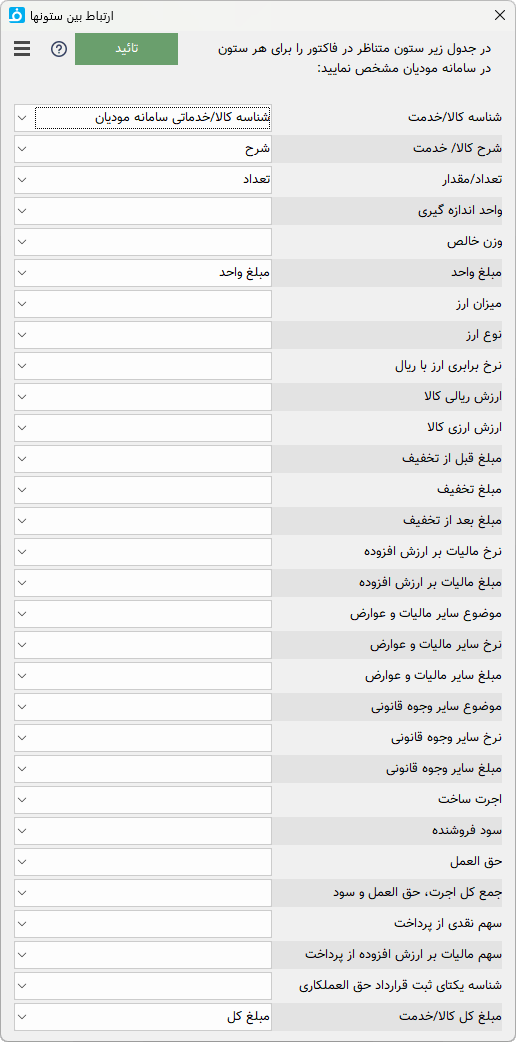 ارتباط بین ستونها
در جدول زیر ستون متناظر در فاکتور را برای هر ستون
در سامانه مودیان مشخص نمایید:
تائید
شناسه کالا/خدمت شناسه کالا/خدماتی سامانه مودیان
شرح کالا/ خدمت شرح
تعداد/مقدار تعداد
واحد اندازه گیری
وزن خالص
مبلغ واحد مبلغ واحد
میزان ارز
نوع ارز
نرخ برابری ارز با ریال
ارزش ریالی کالا
ارزش ارزی کالا
مبلغ قبل از تخفیف
مبلغ تخفیف
مبلغ بعد از تخفیف
نرخ مالیات بر ارزش افزوده
مبلغ مالیات بر ارزش افزوده
موضوع سایر مالیات و عوارض
نرخ سایر مالیات و عوارض
مبلغ سایر مالیات و عوارض
موضوع سایر وجوه قانونی
نرخ سایر وجوه قانونی
مبلغ سایر وجوه قانونی
اجرت ساخت
سود فروشنده
حق العمل
جمع کل اجرت، حق العمل و سود
سهم نقدی از پرداخت
سهم مالیات بر ارزش افزوده از پرداخت
شناسه یکتای ثبت قرارداد حق العملکاری
مبلغ کل کالا/خدمت مبلغ کل